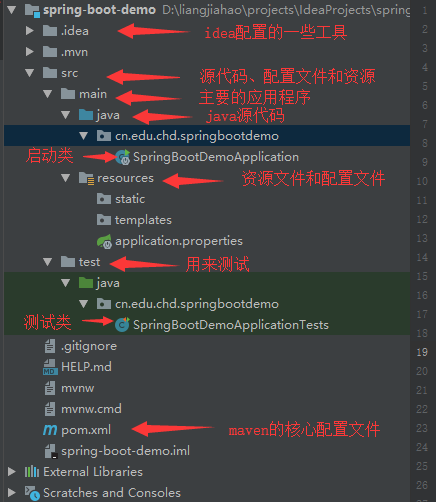 spring-boot-demo D:\liangjiahao\projects\IdeaProjects\spring
.idea idea配置的一些工具
.mvn
src 源代码、配置文件和资源
main 主要的应用程序
java java源代码
cn.edu.chd.springbootdemo
启动类 SpringBootDemoApplication
resources 资源文件和配置文件
static
templates
application.properties
test 用来测试
java
cn.edu.chd.springbootdemo
测试类 SpringBootDemoApplicationTests
.gitignore
HELP.md
mvnw
mvnw.cmd
pom.xml maven的核心配置文件
spring-boot-demo.iml
External Libraries
Scratches and Consoles
1
2
3
4
5
6
7
8
9
10
11
12
13
14
15
16
17
18
19
20
21
22
23
24
25
26